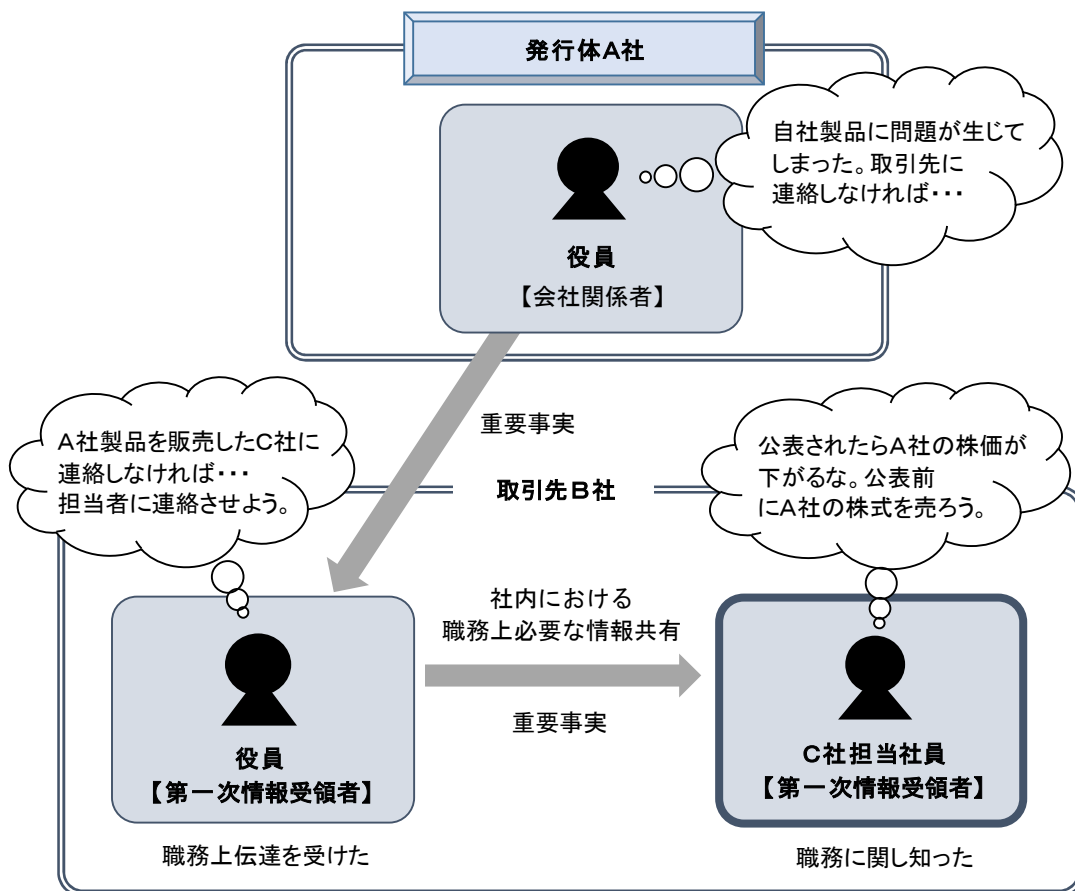 発行体A社
自社製品に問題が生じて
しまった。取引先に
連絡しなければ・・・
役員
【会社関係者】
重要事実
A社製品を販売したC社に
連絡しなければ・・・
担当者に連絡させよう。
取引先B社
公表されたらA社の株価が
下がるな。公表前
にA社の株式を売ろう。
社内における
職務上必要な情報共有
重要事実
役員
【第一次情報受領者】
C社担当社員
【第一次情報受領者】
職務上伝達を受けた
職務に関し知った